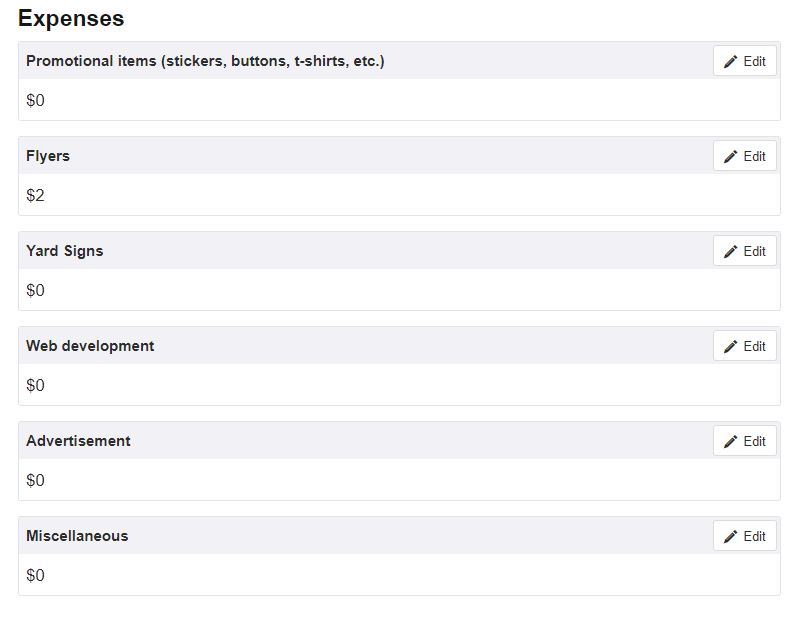 Expenses
Promotional items (stickers, buttons, t-shirts, etc.) Edit
$0
Flyers Edit
$2
Yard Signs Edit
$0
Web development Edit
$0
Advertisement Edit
$0
Miscellaneous Edit
$0